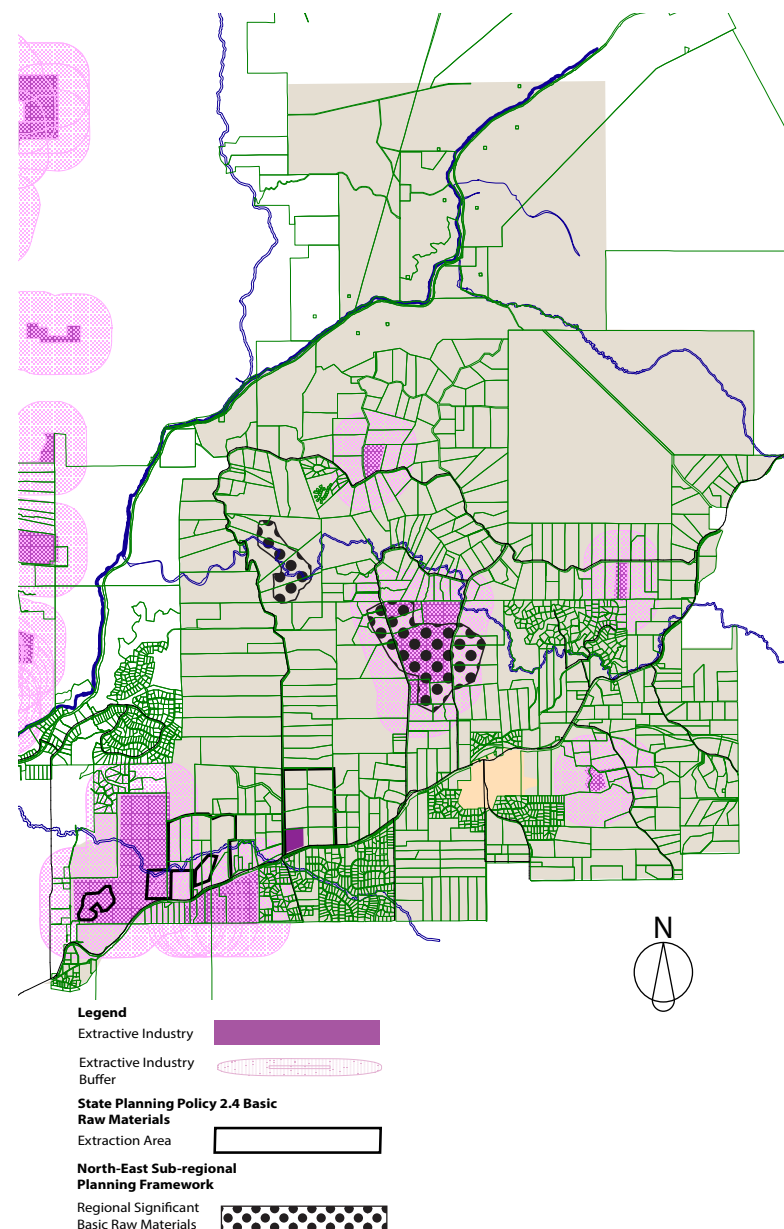 N
Legend
Extractive Industry
Extractive Industry
Buffer
State Planning Policy 2.4 Basic
Raw Materials
Extraction Area
North-East Sub-regional
Planning Framework
Regional Significant
Basic Raw Materials